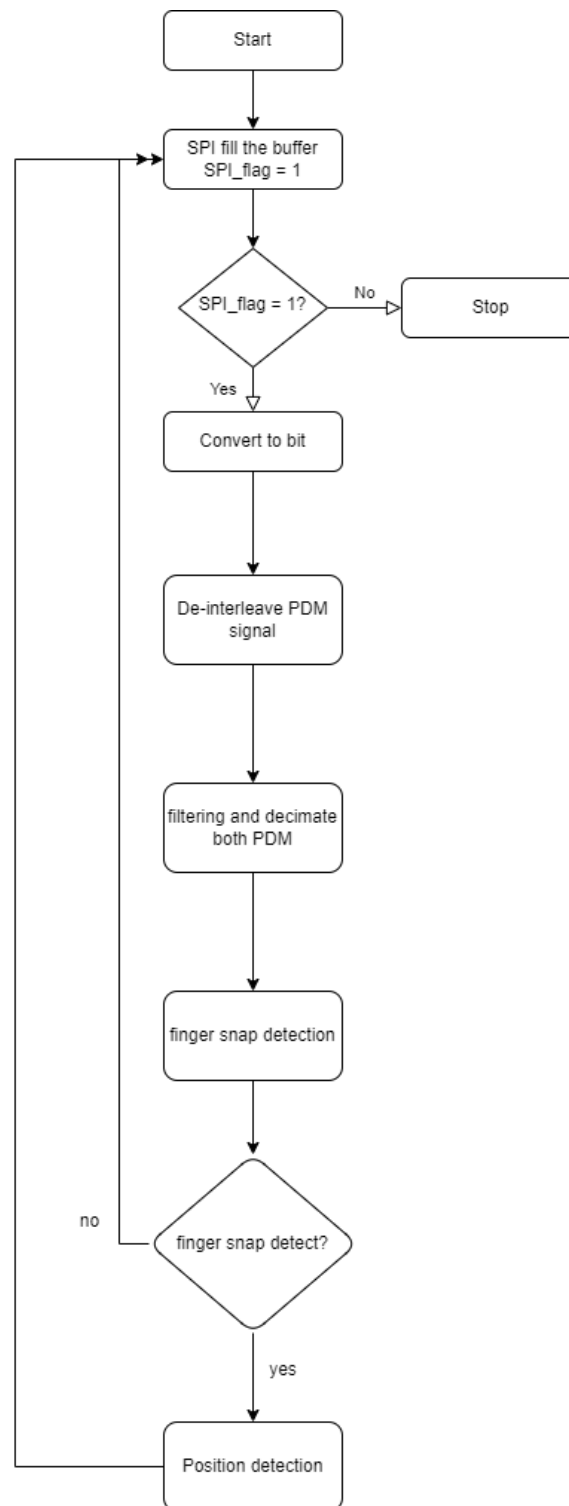 Start
SPI fill the buffer
SPI_flag = 1
SPI_flag = 1?
No
Stop
Yes
Convert to bit
De-interleave PDM
signal
filtering and decimate
both PDM
finger snap detection
no
finger snap detect?
yes
Position detection